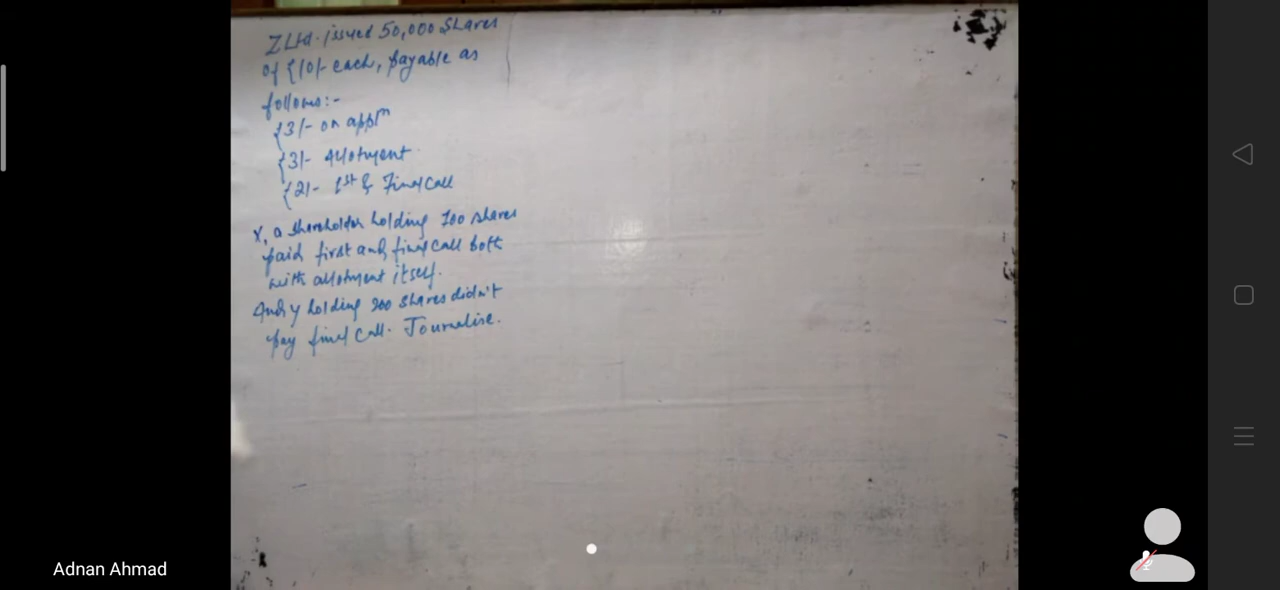 Z Ltd. issued 50,000 Shares
of ₹10/- each, payable as
follows:-
₹3/- on applⁿ
₹3/- Allotment.
₹2/- 1st & Final Call
X, a shareholder holding 700 shares
paid first and final call both
with allotment itself.
And y holding 200 shares didn't
pay final call. Journalise.
Adnan Ahmad